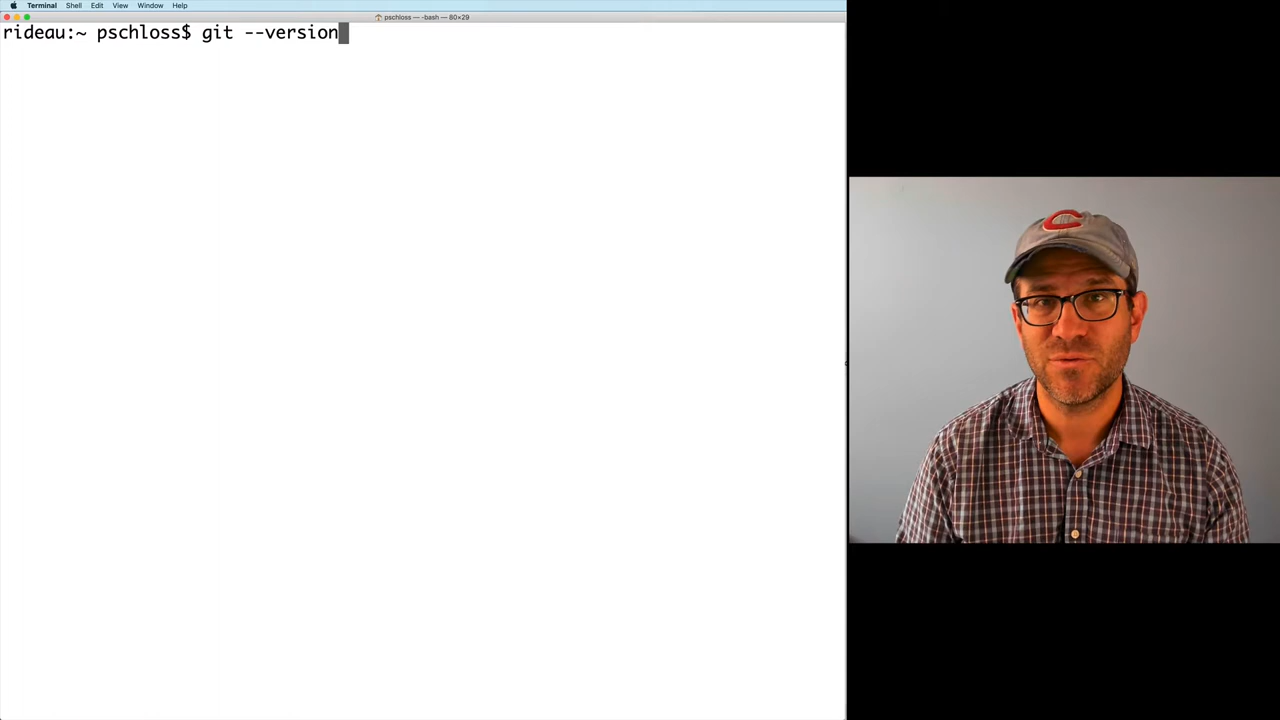 Terminal Shell Edit View Window Help
pschloss — -bash — 80×29
rideau:~ pschloss$ git --version
C